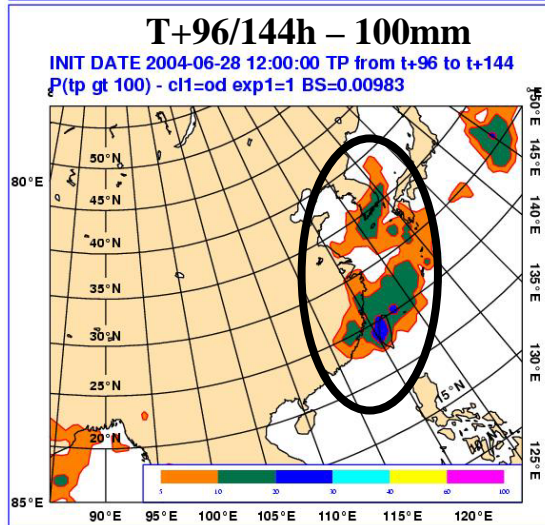 T+96/144h – 100mm
INIT DATE 2004-06-28 12:00:00 TP from t+96 to t+144
P(tp gt 100) - cl1=od exp1=1 BS=0.00983
150°E
50°N
145°E
80°E
45°N
140°E
40°N
35°N
135°E
30°N
130°E
25°N
15°N
20°N
10°N
125°E
5 10 20 30 40 60 100
85°E
90°E 95°E 100°E 105°E 110°E 115°E 120°E